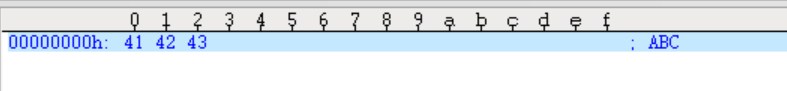 0 1 2 3 4 5 6 7 8 9 a b c d e f
00000000h: 41 42 43 ; ABC